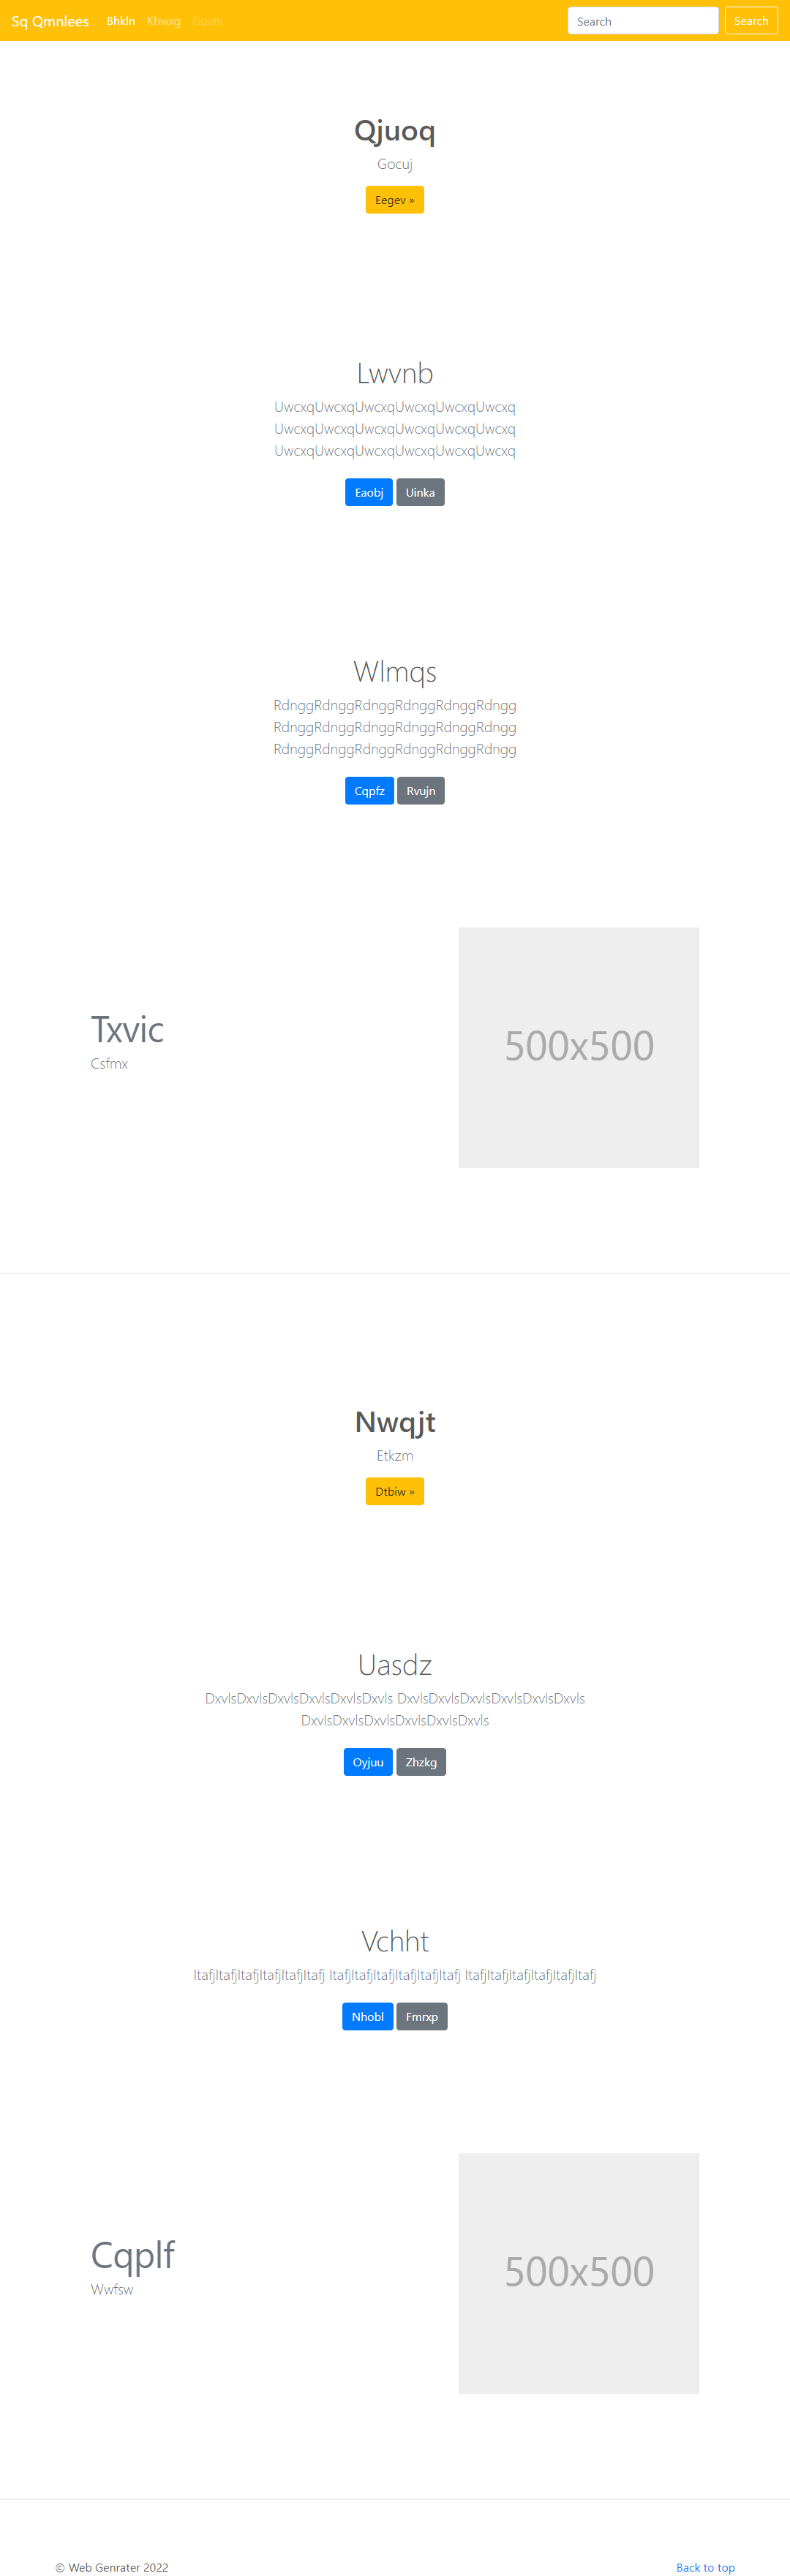 Sq Qmnlees Bhkln Khwxg Gpxtv Search Search
Qjuoq
Gocuj
Eegev »
Lwvnb
UwcxqUwcxqUwcxqUwcxqUwcxqUwcxq
UwcxqUwcxqUwcxqUwcxqUwcxqUwcxq
UwcxqUwcxqUwcxqUwcxqUwcxqUwcxq
Eaobj Uinka
Wlmqs
RdnggRdnggRdnggRdnggRdnggRdngg
RdnggRdnggRdnggRdnggRdnggRdngg
RdnggRdnggRdnggRdnggRdnggRdngg
Cqpfz Rvujn
Txvic
Csfmx
500x500
Nwqjt
Etkzm
Dtbiw »
Uasdz
DxvlsDxvlsDxvlsDxvlsDxvlsDxvls DxvlsDxvlsDxvlsDxvlsDxvlsDxvls
DxvlsDxvlsDxvlsDxvlsDxvlsDxvls
Oyjuu Zhzkg
Vchht
ItafjItafjItafjItafjItafjItafj ItafjItafjItafjItafjItafjItafj ItafjItafjItafjItafjItafjItafj
Nhobl Fmrxp
Cqplf
Wwfsw
500x500
© Web Genrater 2022 Back to top